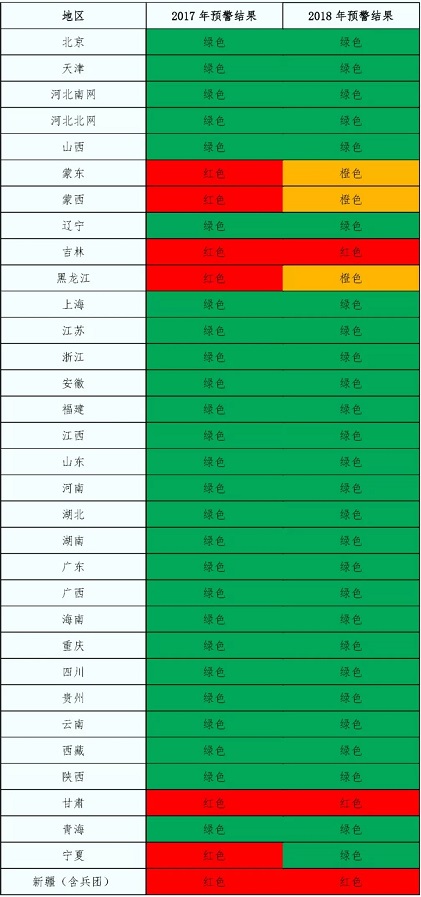 地区 2017 年预警结果 2018 年预警结果
北京 绿色 绿色
天津 绿色 绿色
河北南网 绿色 绿色
河北北网 绿色 绿色
山西 绿色 绿色
蒙东 红色 橙色
蒙西 红色 橙色
辽宁 绿色 绿色
吉林 红色 红色
黑龙江 红色 橙色
上海 绿色 绿色
江苏 绿色 绿色
浙江 绿色 绿色
安徽 绿色 绿色
福建 绿色 绿色
江西 绿色 绿色
山东 绿色 绿色
河南 绿色 绿色
湖北 绿色 绿色
湖南 绿色 绿色
广东 绿色 绿色
广西 绿色 绿色
海南 绿色 绿色
重庆 绿色 绿色
四川 绿色 绿色
贵州 绿色 绿色
云南 绿色 绿色
西藏 绿色 绿色
陕西 绿色 绿色
甘肃 红色 红色
青海 绿色 绿色
宁夏 红色 绿色
新疆（含兵团） 红色 红色